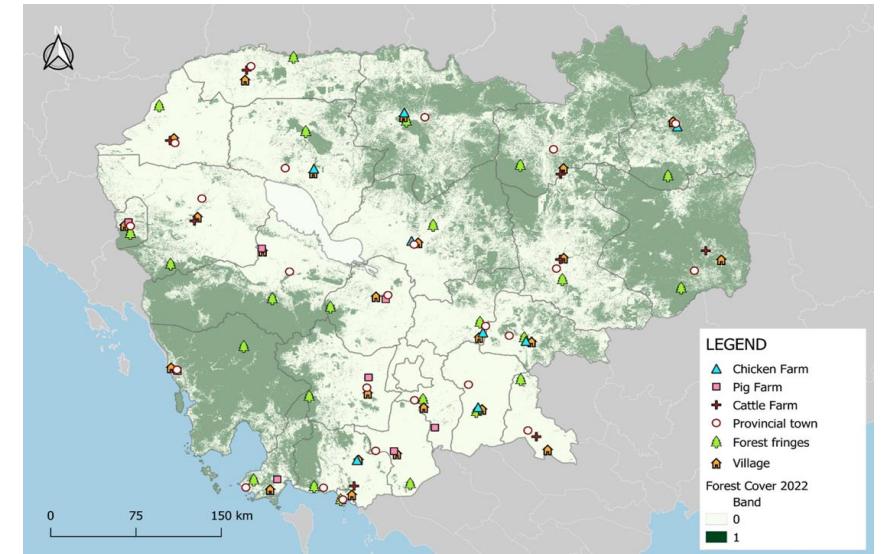 N
LEGEND
Chicken Farm
Pig Farm
Cattle Farm
Provincial town
Forest fringes
Village
Forest Cover 2022
Band
0
1
0 75 150 km